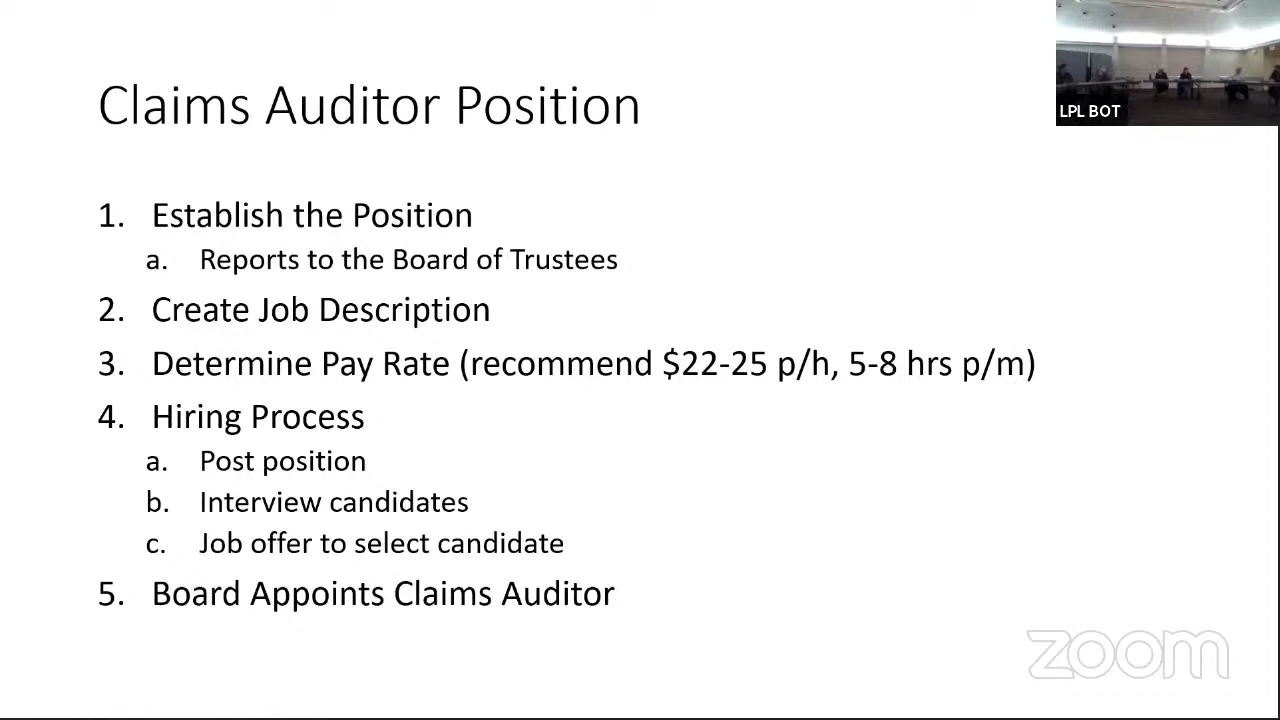 LPL BOT
Claims Auditor Position
1. Establish the Position
a. Reports to the Board of Trustees
2. Create Job Description
3. Determine Pay Rate (recommend $22-25 p/h, 5-8 hrs p/m)
4. Hiring Process
a. Post position
b. Interview candidates
c. Job offer to select candidate
5. Board Appoints Claims Auditor
zoom